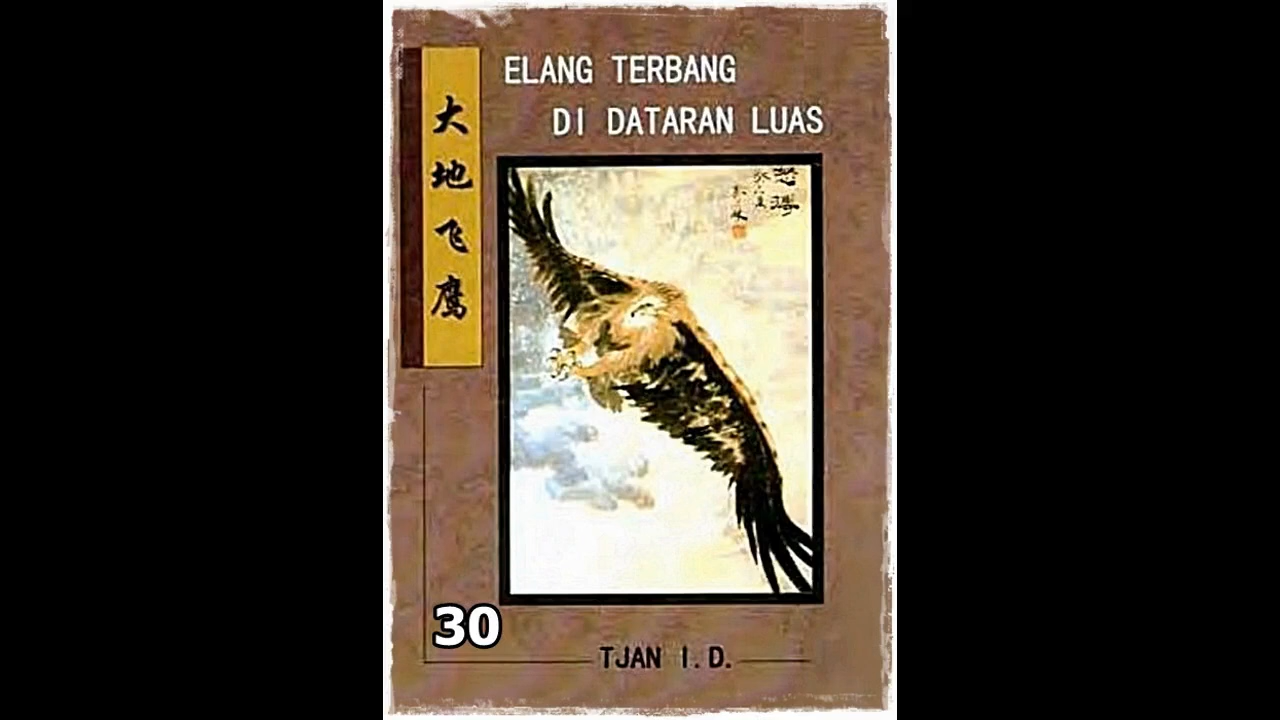 ELANG TERBANG
DI DATARAN LUAS
大地飞鹰
30
TJAN I.D.